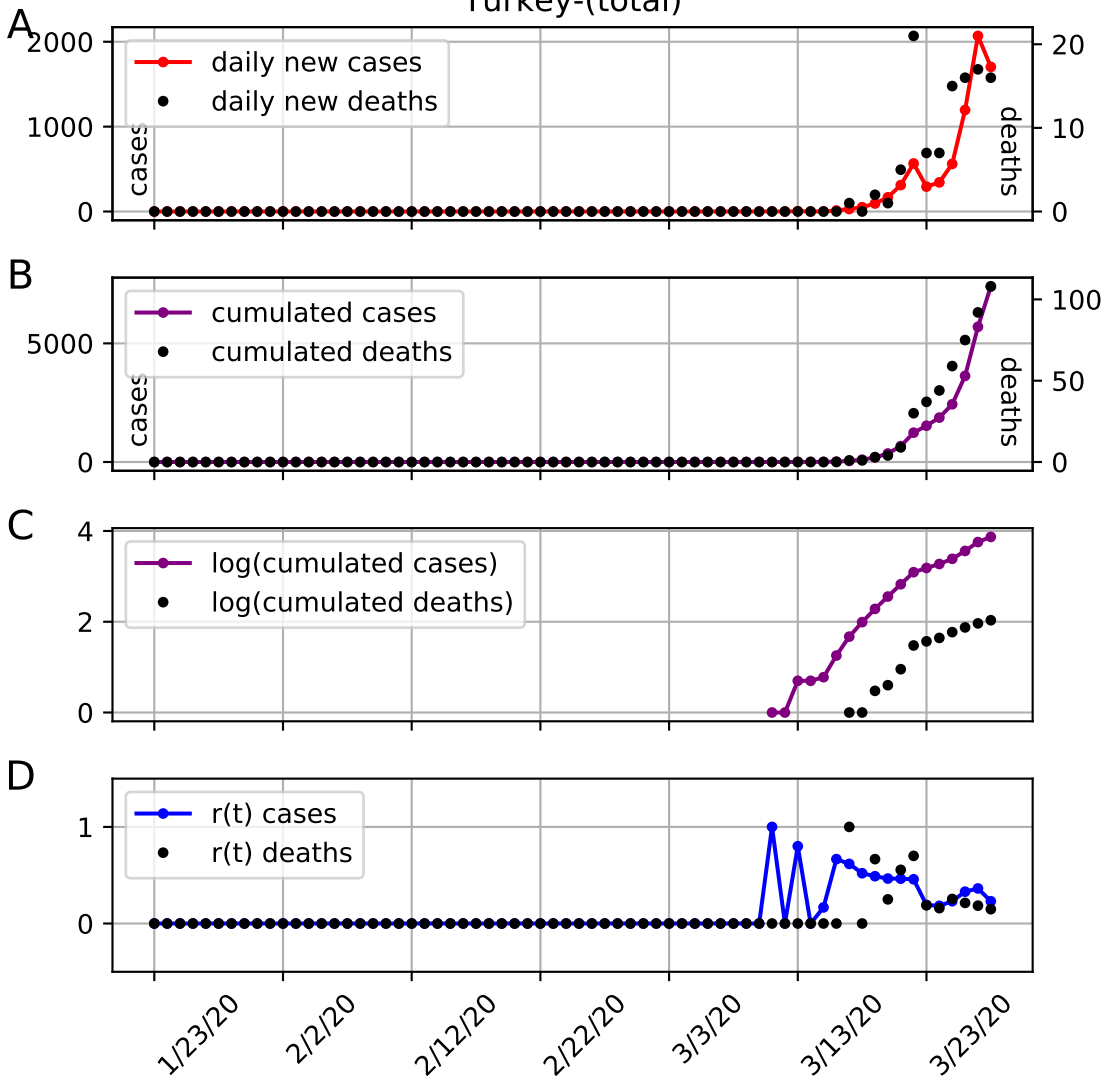 Turkey-(total)
A
2000
1000
0
cases
daily new cases
daily new deaths
20
10
0
deaths
B
5000
0
cases
cumulated cases
cumulated deaths
100
50
0
deaths
C
4
2
0
log(cumulated cases)
log(cumulated deaths)
D
1
0
r(t) cases
r(t) deaths
1/23/20
2/2/20
2/12/20
2/22/20
3/3/20
3/13/20
3/23/20